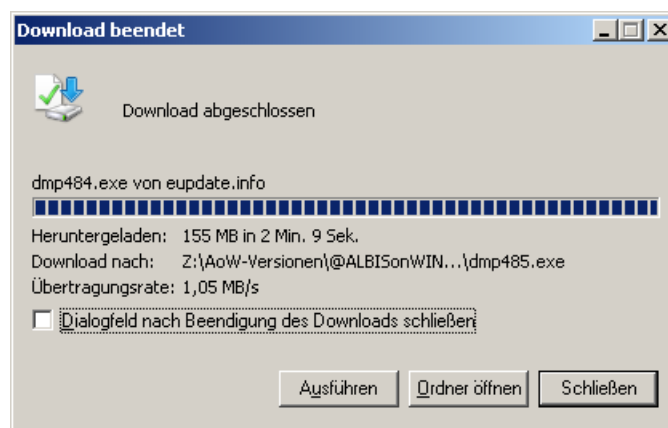 Download beendet
Download abgeschlossen
dmp484.exe von eupdate.info
Heruntergeladen: 155 MB in 2 Min. 9 Sek.
Download nach: Z:\AoW-Versionen\@ALBISonWIN...\dmp485.exe
Übertragungsrate: 1,05 MB/s
Dialogfeld nach Beendigung des Downloads schließen
Ausführen Ordner öffnen Schließen